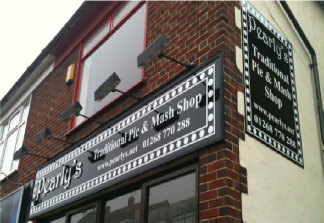 Pearly's
Traditional Pie & Mash Shop
www.pearlys.net 01268 770 288
Pearly's
Traditional
Pie & Mash
Shop
www.pearlys.net
01268 770 288